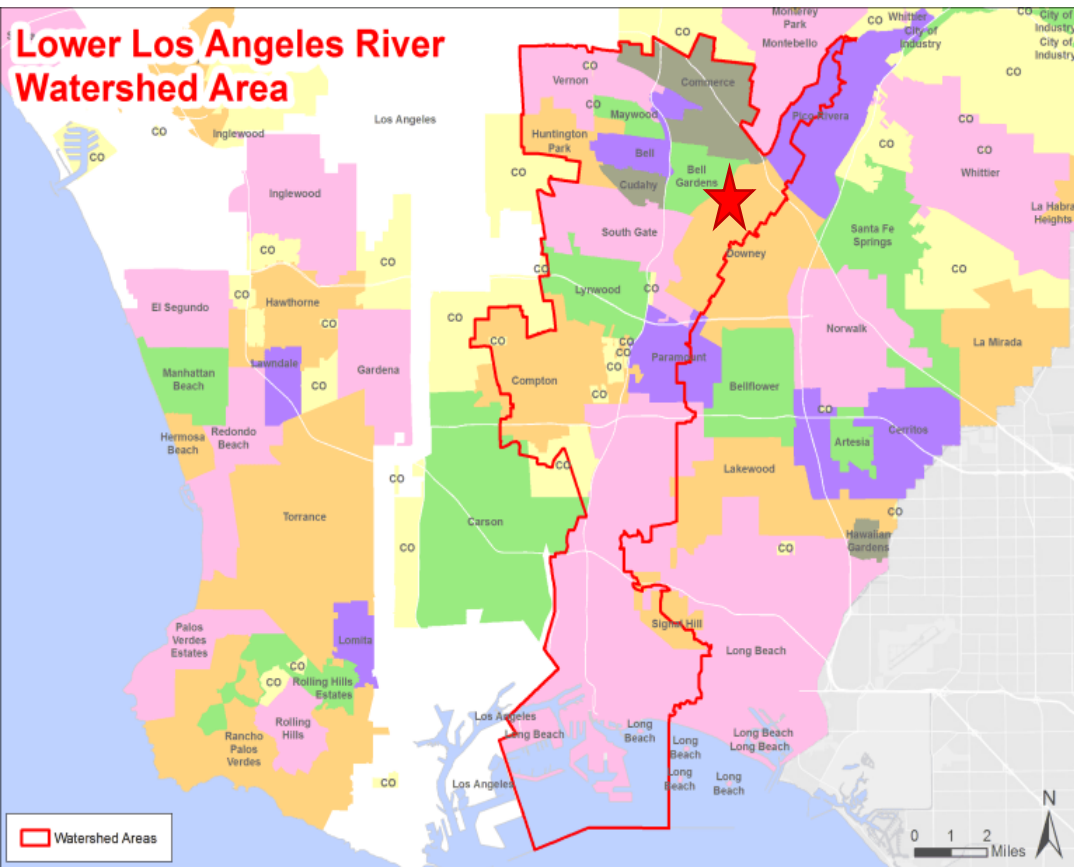 Lower Los Angeles River
Watershed Area
Monterey
Park
Montebello
CO
Whittier
City of
Industry
CO
City of
Industry
City of
Industry
CO
CO
Vernon
CO
Commerce
CO
Maywood
Pico Rivera
CO
Los Angeles
CO
Inglewood
CO
Huntington
Park
Bell
CO
CO
Whittier
CO
Bell
Gardens
Cudahy
Inglewood
La Habra
Heights
South Gate
Santa Fe
Springs
CO
CO
Downey
CO
CO
CO
Lynwood
CO
El Segundo
Hawthorne
CO
CO
CO
Norwalk
CO
CO
CO
La Mirada
Lawndale
Gardena
Paramount
CO
Manhattan
Beach
CO
Compton
Bellflower
CO
CO
Hermosa
Beach
Redondo
Beach
Artesia
Cerritos
CO
Lakewood
CO
CO
Torrance
Carson
Hawaiian
Gardens
CO
CO
Palos
Verdes
Estates
Lomita
Signal Hill
Long Beach
CO
CO
Rolling Hills
Estates
Rolling
Hills
Rancho
Palos
Verdes
Los Angeles
Long Beach
Long
Beach
Long
Beach
Long Beach
Long Beach
Long
Beach
Long
Beach
CO
Los Angeles
Watershed Areas
N
0 1 2
Miles